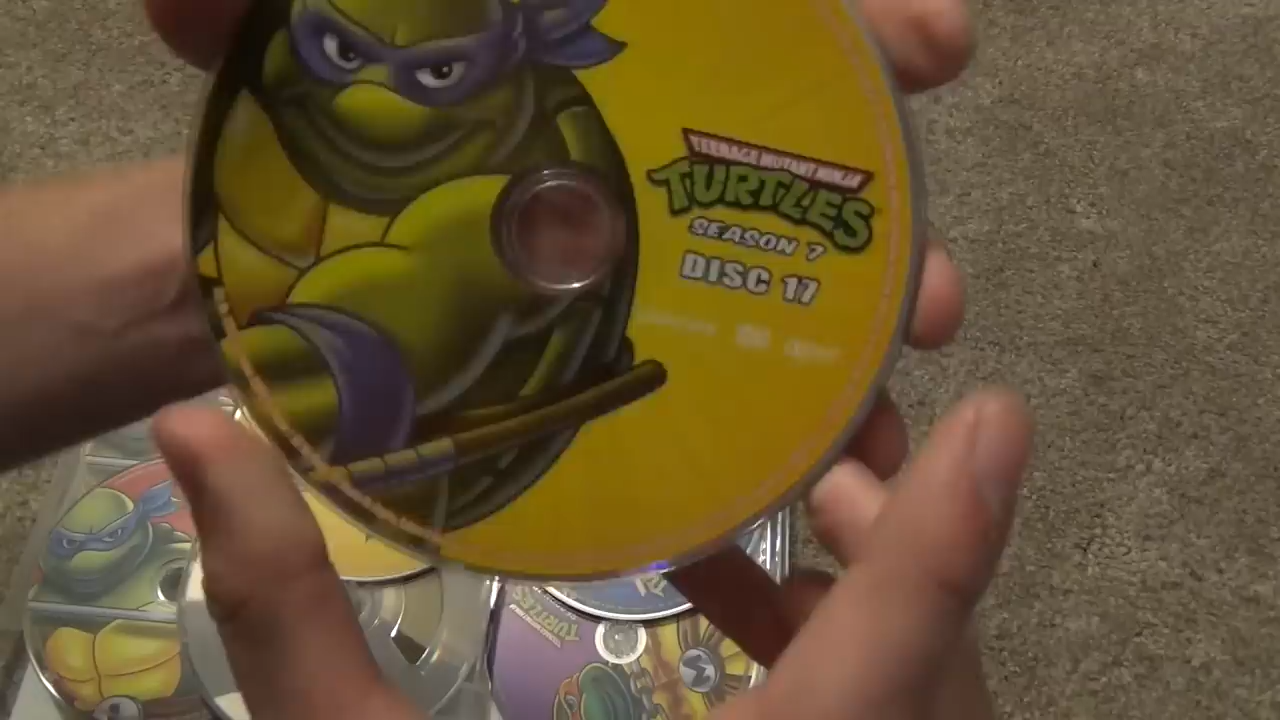 TEENAGE MUTANT NINJA
TURTLES
SEASON 7
DISC 17
TURTLES